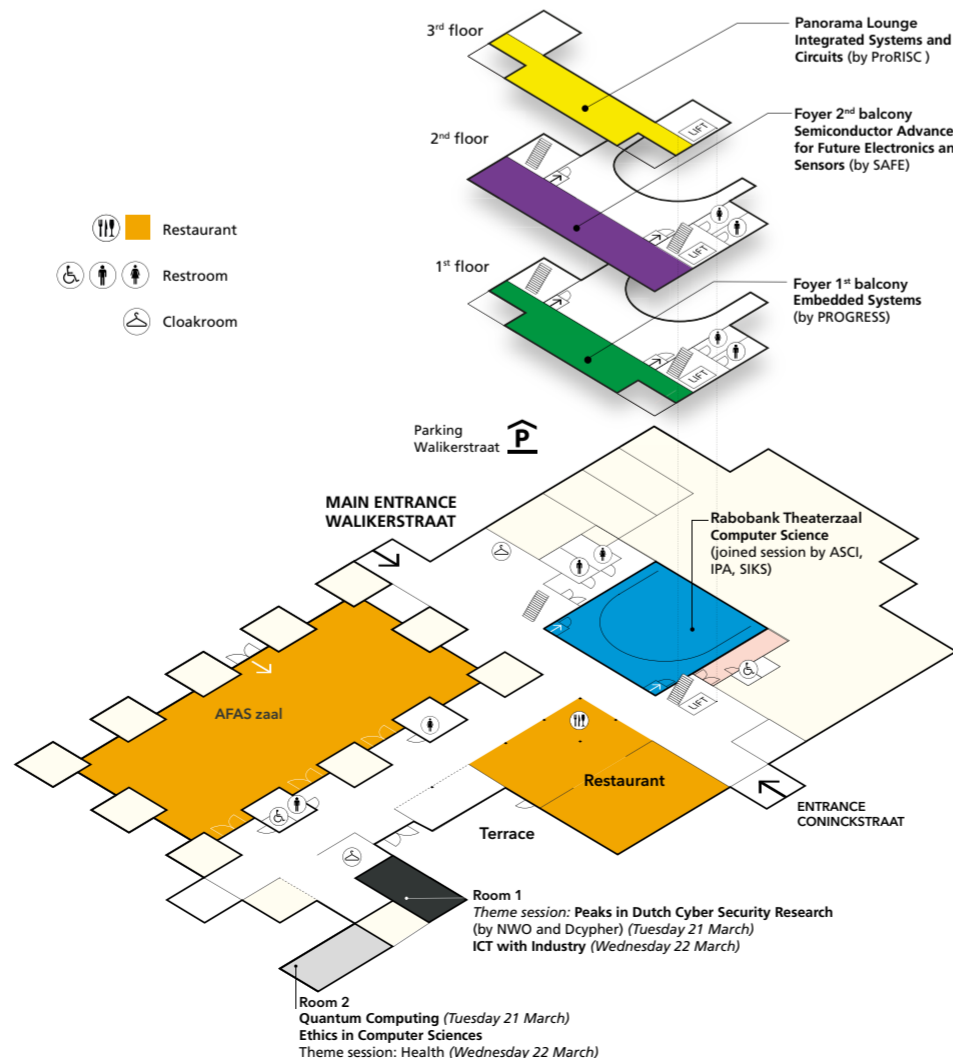 3rd floor
Panorama Lounge
Integrated Systems and
Circuits (by ProRISC )
LIFT
2nd floor
Foyer 2nd balcony
Semiconductor Advance
for Future Electronics an
Sensors (by SAFE)
LIFT
Restaurant
Restroom
Cloakroom
1st floor
Foyer 1st balcony
Embedded Systems
(by PROGRESS)
LIFT
Parking
Walikerstraat
P
MAIN ENTRANCE
WALIKERSTRAAT
Rabobank Theaterzaal
Computer Science
(joined session by ASCI,
IPA, SIKS)
LIFT
AFAS zaal
Restaurant
ENTRANCE
CONINCKSTRAAT
Terrace
Room 1
Theme session: Peaks in Dutch Cyber Security Research
(by NWO and Dcypher) (Tuesday 21 March)
ICT with Industry (Wednesday 22 March)
Room 2
Quantum Computing (Tuesday 21 March)
Ethics in Computer Sciences
Theme session: Health (Wednesday 22 March)